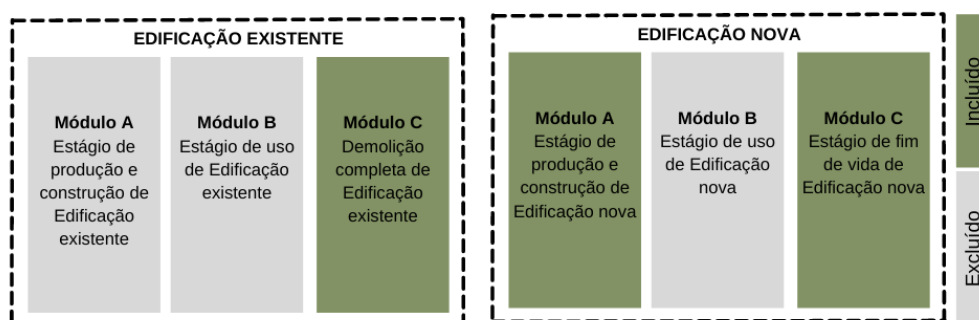 EDIFICAÇÃO EXISTENTE
Módulo A
Estágio de
produção e
construção de
Edificação
existente
Módulo B
Estágio de uso
de Edificação
existente
Módulo C
Demolição
completa de
Edificação
existente
EDIFICAÇÃO NOVA
Módulo A
Estágio de
produção e
construção de
Edificação nova
Módulo B
Estágio de uso
de Edificação
nova
Módulo C
Estágio de fim
de vida de
Edificação nova
Incluído
Excluído